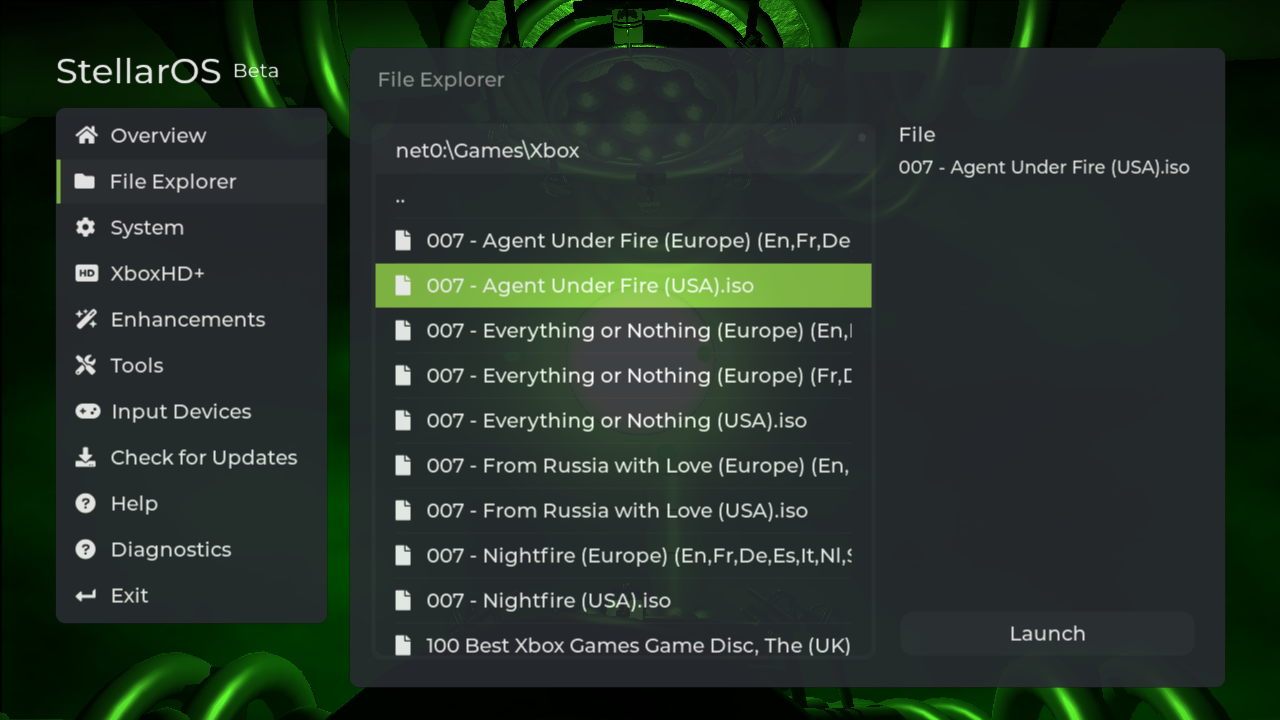 StellarOS Beta
Overview
File Explorer
System
XboxHD+
Enhancements
Tools
Input Devices
Check for Updates
Help
Diagnostics
Exit
File Explorer
net0:\Games\Xbox
..
007 - Agent Under Fire (Europe) (En,Fr,De
007 - Agent Under Fire (USA).iso
007 - Everything or Nothing (Europe) (En,
007 - Everything or Nothing (Europe) (Fr,D
007 - Everything or Nothing (USA).iso
007 - From Russia with Love (Europe) (En,
007 - From Russia with Love (USA).iso
007 - Nightfire (Europe) (En,Fr,De,Es,It,Nl,S
007 - Nightfire (USA).iso
100 Best Xbox Games Game Disc, The (UK)
File
007 - Agent Under Fire (USA).iso
Launch